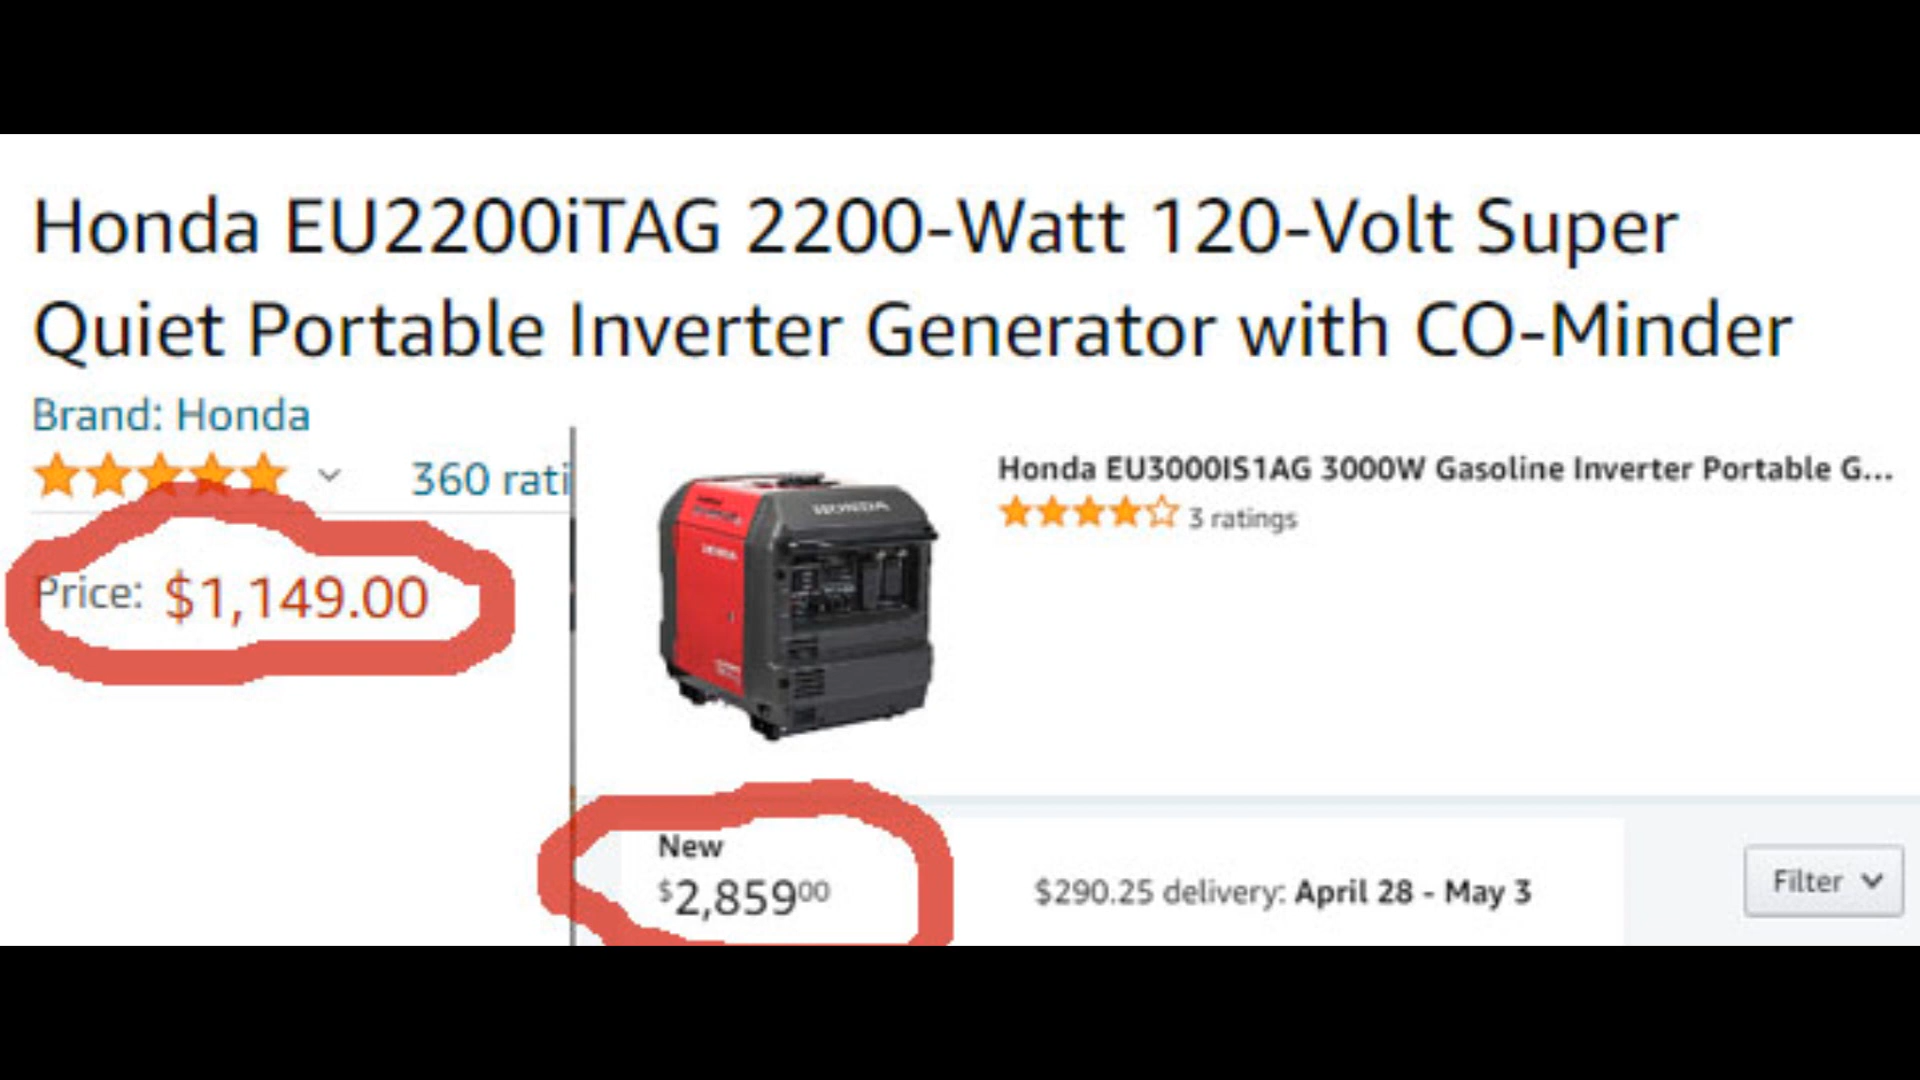 Honda EU2200iTAG 2200-Watt 120-Volt Super
Quiet Portable Inverter Generator with CO-Minder
Brand: Honda
360 rati
Price: $1,149.00
Honda EU3000IS1AG 3000W Gasoline Inverter Portable G...
3 ratings
HONDA
HONDA
New
$2,859.00
$290.25 delivery: April 28 - May 3
Filter